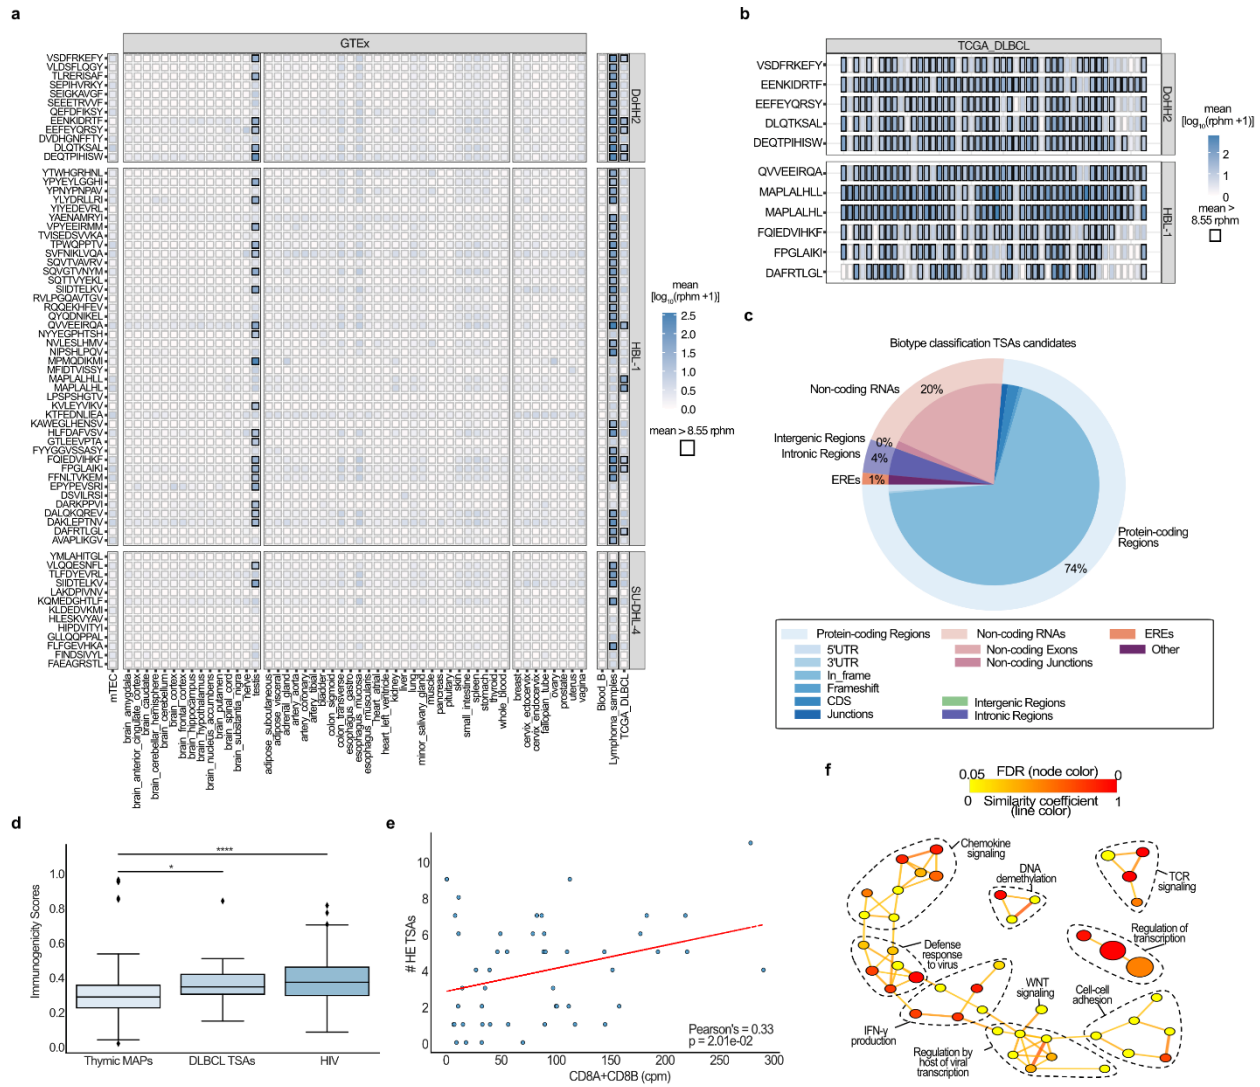 a
GTEx
VSDFRKEFY
VLDSFLQGY
TLRERISAF
SEPIHVRKY
SEIGKAVGF
SEEETRVVF
QEFDFIKSY
EENKIDRTF
EEFEYQRSY
DVDHGNFFTY
DLQTKSAL
DEQTPIHISW
DoHH2
YTWHGRHNL
YPYEYLGGHI
YPNYPNPAV
YLYDRLLRI
YIYEDEVRL
YAENAMRYI
VPYEEIRMM
TVISEDSVVKA
TPWQPPTV
SVFNIKLVQA
SQVTVAVRV
SQVGTVNYM
SQTTVYEKL
SIIDTELKV
RVLPGQAVTGV
RQQEKHFEV
QYQDNIKEL
QVVEEIRQA
NYYEGPHTSH
NVLESLHMV
NIPSHLPQV
MPMQDIKMI
MFIDTVISSY
MAPLALHLL
MAPLALHL
LPSPSHGTV
KVLEYVIKV
KTFEDNLIEA
KAWEGLHENSV
HLFDAFVSV
GTLEEVPTA
FYYGGVSSASY
FQIEDVIHKF
FPGLAIKI
FFNLTVKEM
EPYPEVSRI
DSVILRSI
DARKPPVI
DALQKQREV
DAKLEPTNV
DAFRTLGL
AVAPLIKGV
HBL-1
YMLAHITGL
VLQQESNFL
TLFDYEVRL
SIIDTELKV
LAKDPIVNV
KQMEDGHTLF
KLDEDVKMI
HLESKVYAV
HIPDVITYI
GLLQQPPAL
FLFGEVHKA
FINDSIVYL
FAEAGRSTL
SU-DHL-4
mTEC
brain_amygdala
brain_anterior_cingulate_cortex
brain_caudate
brain_cerebellar_hemisphere
brain_cerebellum
brain_cortex
brain_frontal_cortex
brain_hippocampus
brain_hypothalamus
brain_nucleus_accumbens
brain_putamen
brain_spinal_cord
brain_substantia_nigra
nerve
testis
adipose_subcutaneous
adipose_visceral
adrenal_gland
artery_aorta
artery_coronary
artery_tibial
bladder
colon_sigmoid
colon_transverse
esophagus_gastro
esophagus_mucosa
esophagus_muscularis
heart_atrial
heart_left_ventricle
kidney
liver
lung
minor_salivary_gland
muscle
pancreas
pituitary
skin
small_intestine
spleen
stomach
thyroid
whole_blood
breast
cervix_ectocervix
cervix_endocervix
fallopian_tube
ovary
prostate
uterus
vagina
Blood_B
Lymphoma_samples
TCGA_DLBCL
mean
[log10(rphm +1)]
2.5
2.0
1.5
1.0
0.5
0.0
mean > 8.55 rphm
b
TCGA_DLBCL
VSDFRKEFY
EENKIDRTF
EEFEYQRSY
DLQTKSAL
DEQTPIHISW
DoHH2
QVVEEIRQA
MAPLALHLL
MAPLALHL
FQIEDVIHKF
FPGLAIKI
DAFRTLGL
HBL-1
mean
[log10(rphm +1)]
2
1
0
mean >
8.55 rphm
c
Biotype classification TSAs candidates
Non-coding RNAs
20%
Intergenic Regions
0%
Intronic Regions
4%
EREs
1%
Protein-coding
Regions
74%
Protein-coding Regions
5'UTR
3'UTR
In_frame
Frameshift
CDS
Junctions
Non-coding RNAs
Non-coding Exons
Non-coding Junctions
Intergenic Regions
Intronic Regions
EREs
Other
d
Immunogenicity Scores
1.0
0.8
0.6
0.4
0.2
0.0
*
****
Thymic MAPs
DLBCL TSAs
HIV
e
# HE TSAs
10
8
6
4
2
0
Pearson's = 0.33
p = 2.01e-02
0
50
100
150
200
290
CD8A+CD8B (cpm)
f
0.05
FDR (node color)
0
0
Similarity coefficient
(line color)
1
Chemokine
signaling
DNA
demethylation
TCR
signaling
Regulation of
transcription
Defense
response
to virus
WNT
signaling
Cell-cell
adhesion
IFN-γ
production
Regulation by
host of viral
transcription